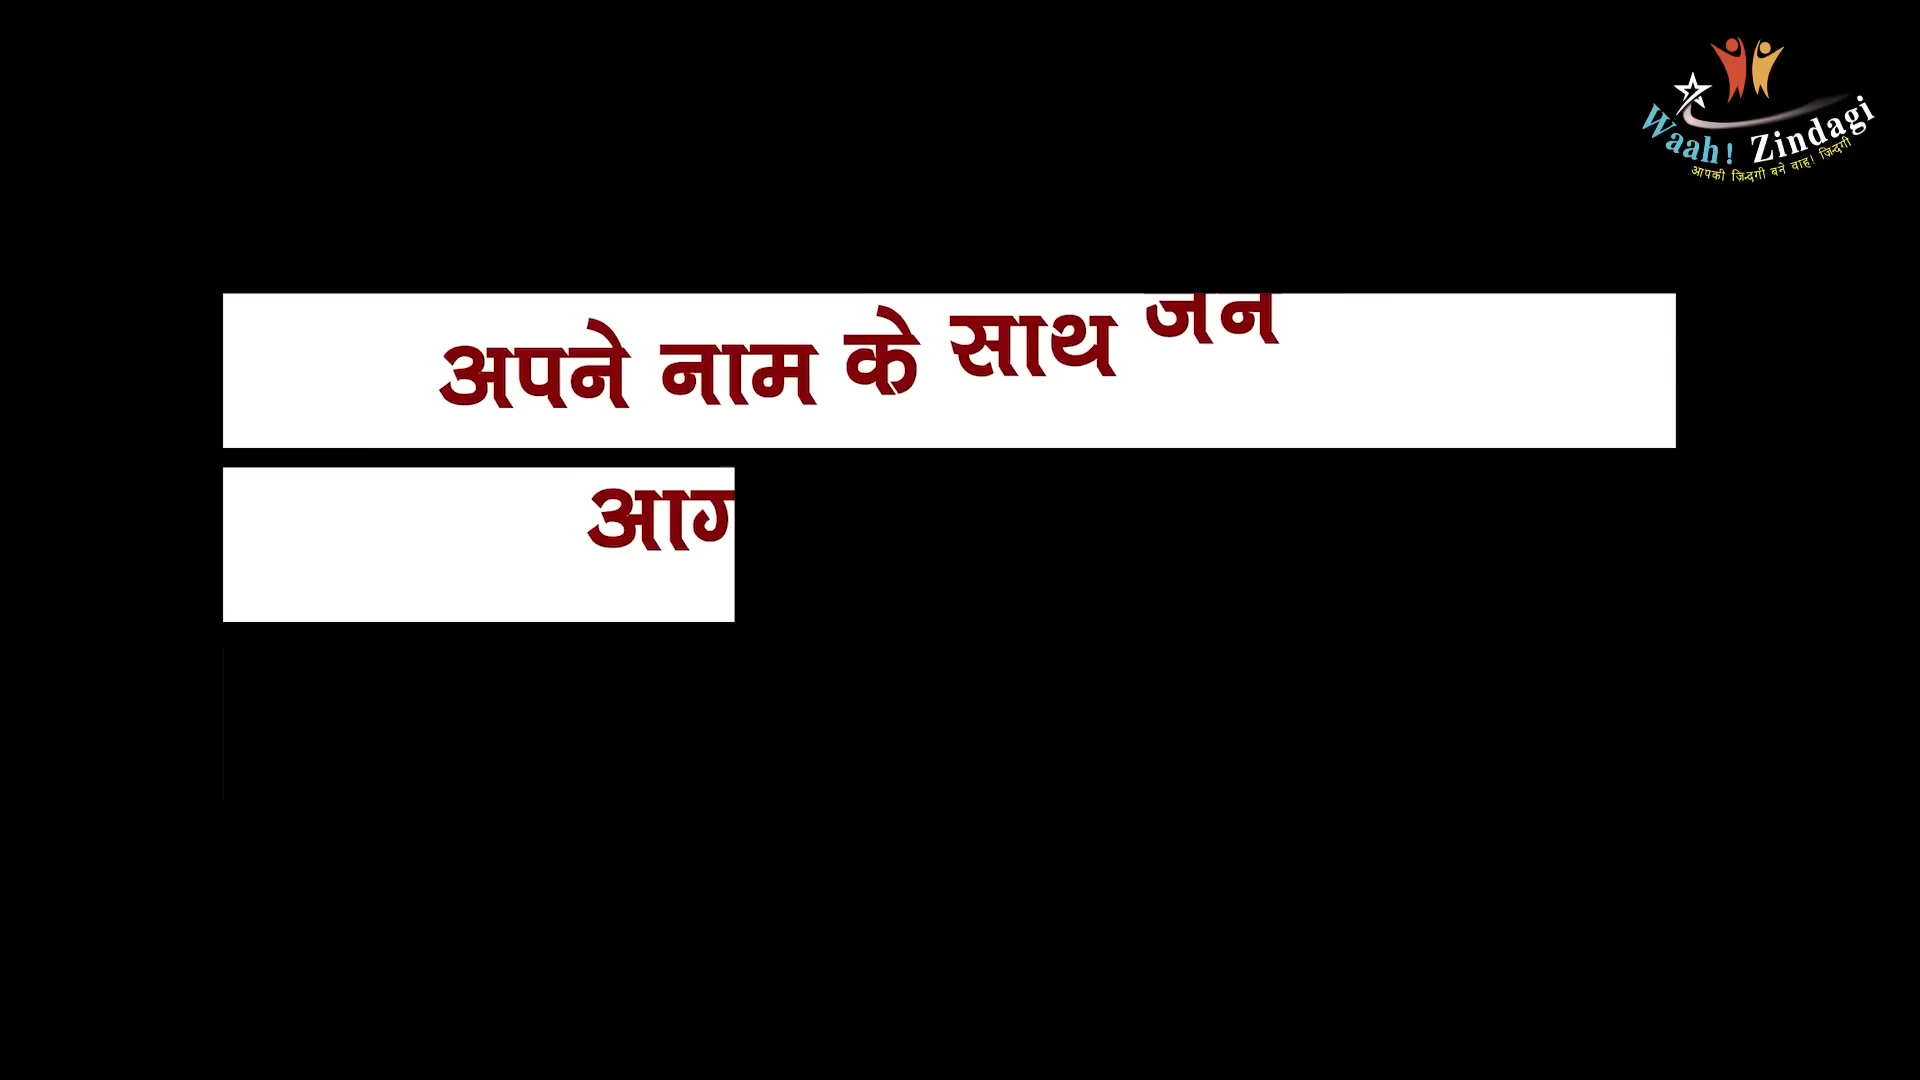 Waah! Zindagi
आपकी ज़िन्दगी बने वाह! ज़िन्दगी
अपने नाम के साथ